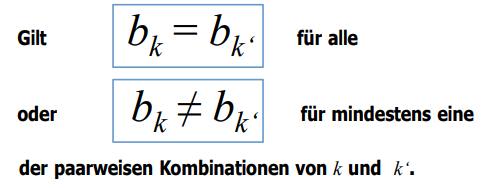 Gilt b_k = b_k‘ für alle
oder b_k ≠ b_k‘ für mindestens eine
der paarweisen Kombinationen von k und k‘.